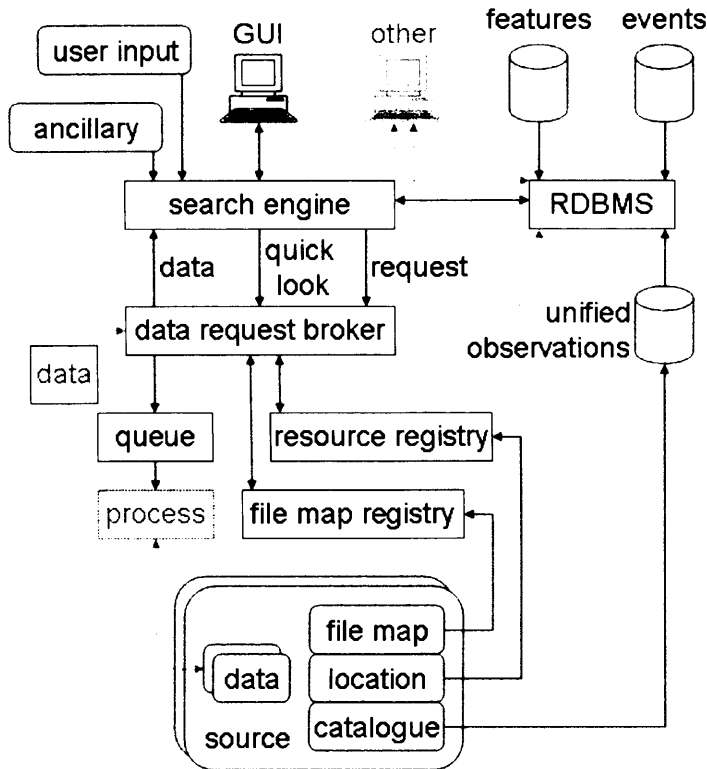 GUI
other
features
events
user input
ancillary
search engine
RDBMS
data
quick
look
request
unified
observations
data request broker
data
queue
resource registry
process
file map registry
file map
data
location
catalogue
source